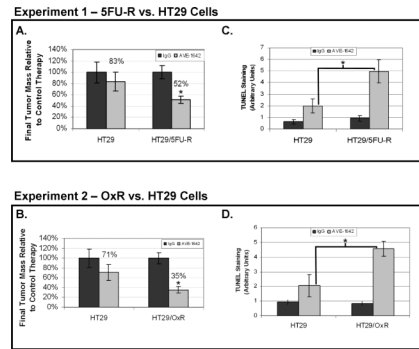 Experiment 1 – 5FU-R vs. HT29 Cells
A.
Final Tumor Mass Relative
to Control Therapy
140%
120%
100%
80%
60%
40%
20%
0%
IgG AVE-1642
83%
52%
*
HT29 HT29/5FU-R
C.
TUNEL Staining
(Arbitrary Units)
7
6
5
4
3
2
1
0
IgG AVE-1642
*
HT29 HT29/5FU-R
Experiment 2 – OxR vs. HT29 Cells
B.
Final Tumor Mass Relative
to Control Therapy
140%
120%
100%
80%
60%
40%
20%
0%
IgG AVE-1642
71%
35%
*
HT29 HT29/OxR
D.
TUNEL Staining
(Arbitrary Units)
6
5
4
3
2
1
0
IgG AVE-1642
*
HT29 HT29/OxR